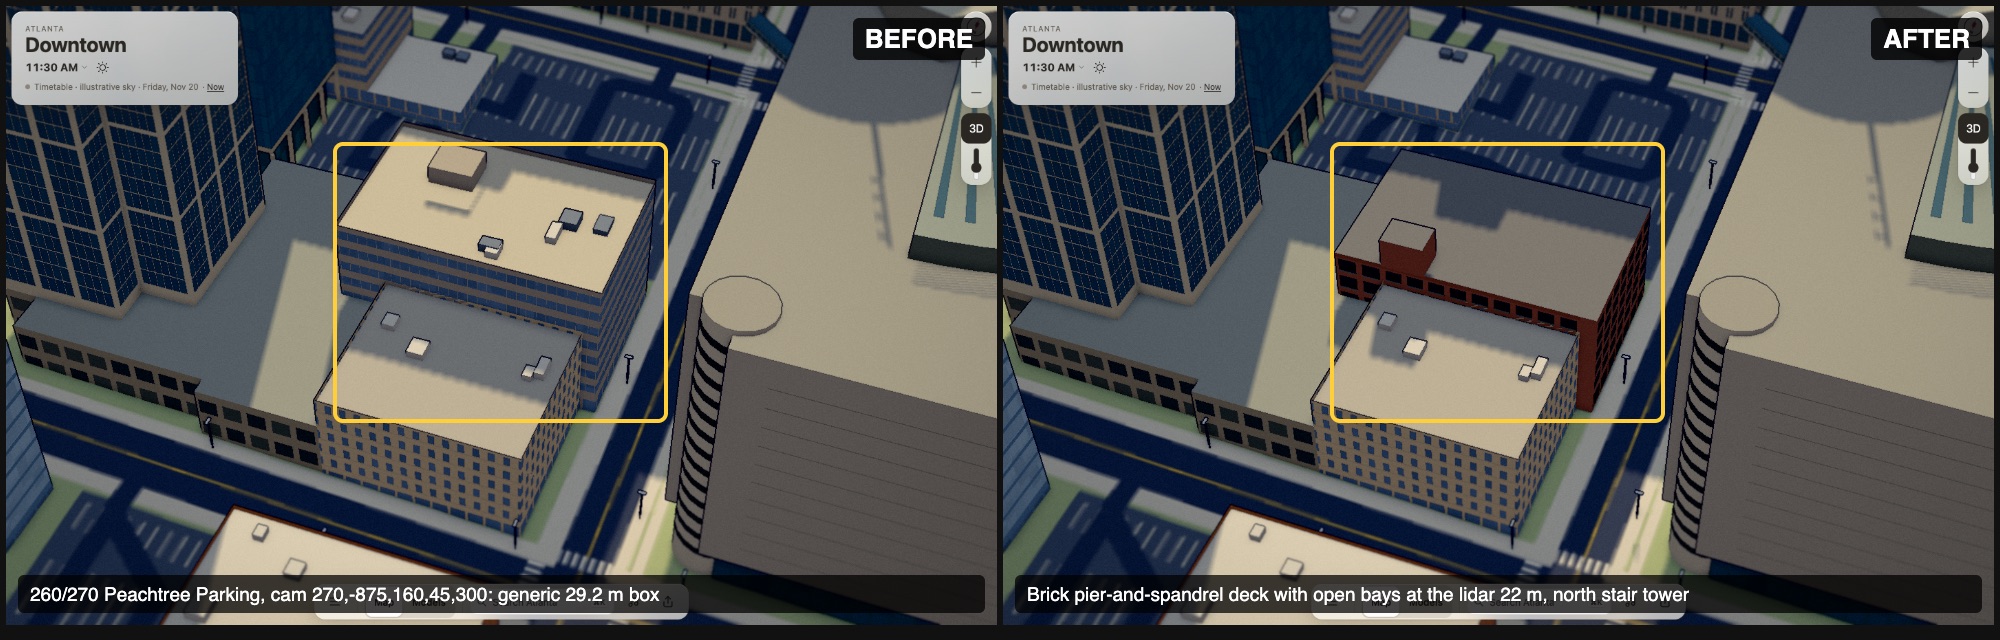 ATLANTA
Downtown
11:30 AM
Timetable · illustrative sky · Friday, Nov 20 · Now
BEFORE
+
−
3D
260/270 Peachtree Parking, cam 270,-875,160,45,300: generic 29.2 m box
ATLANTA
Downtown
11:30 AM
Timetable · illustrative sky · Friday, Nov 20 · Now
AFTER
+
−
3D
Brick pier-and-spandrel deck with open bays at the lidar 22 m, north stair tower